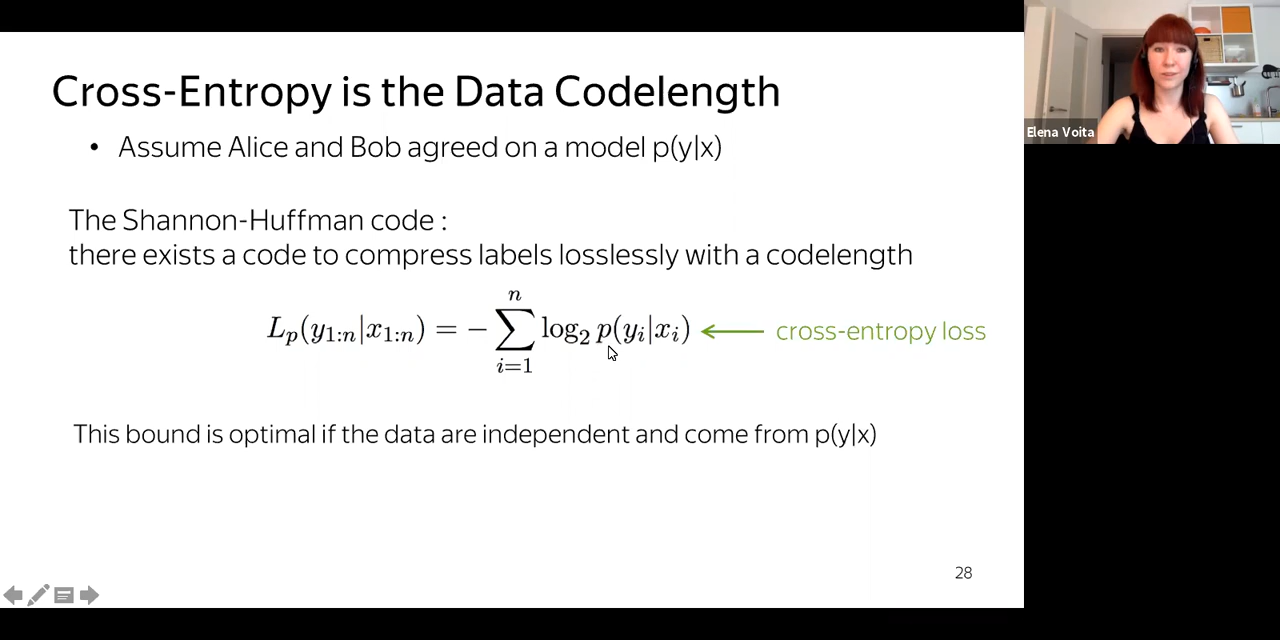 Cross-Entropy is the Data Codelength
• Assume Alice and Bob agreed on a model p(y|x)
The Shannon-Huffman code :
there exists a code to compress labels losslessly with a codelength
L_p(y_{1:n}|x_{1:n}) = − \sum_{i=1}^{n} \log_2 p(y_i|x_i)
cross-entropy loss
This bound is optimal if the data are independent and come from p(y|x)
28
Elena Voita